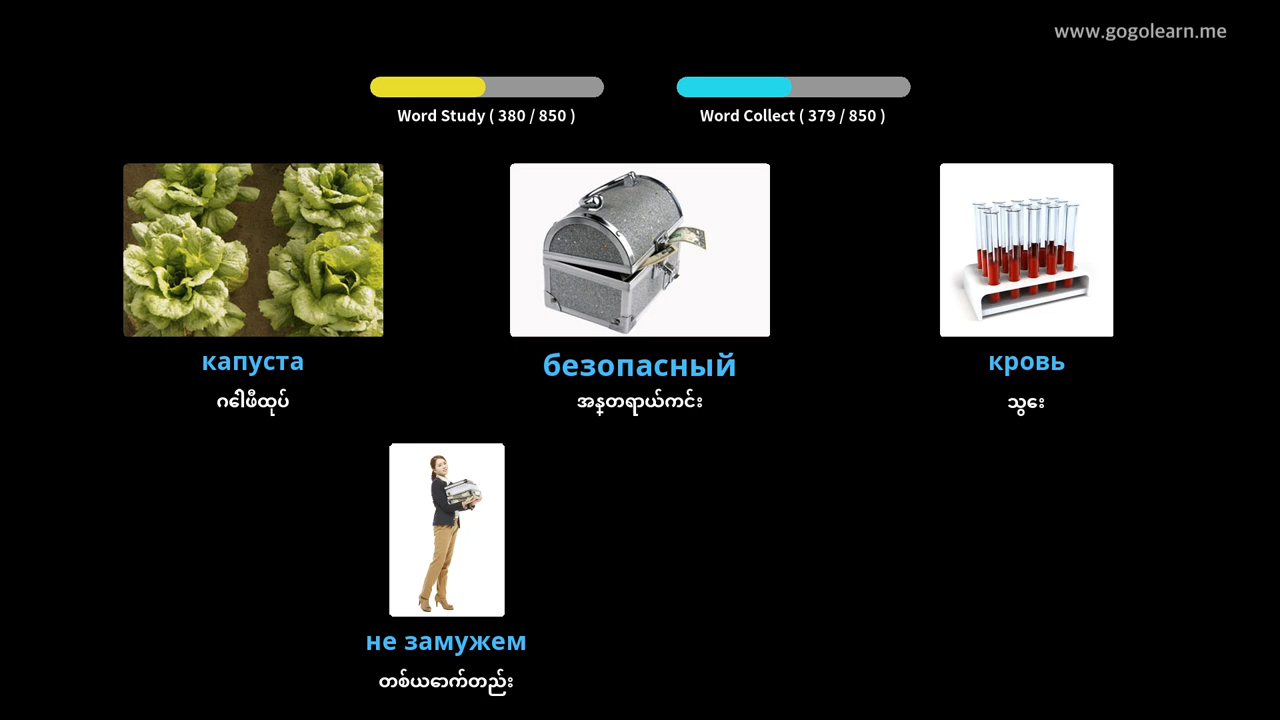 www.gogolearn.me
Word Study ( 380 / 850 )
Word Collect ( 379 / 850 )
капуста
безопасный
кровь
ဂေါ်ဖီထုပ်
အန္တရာယ်ကင်း
သွေး
не замужем
တစ်ယောက်တည်း